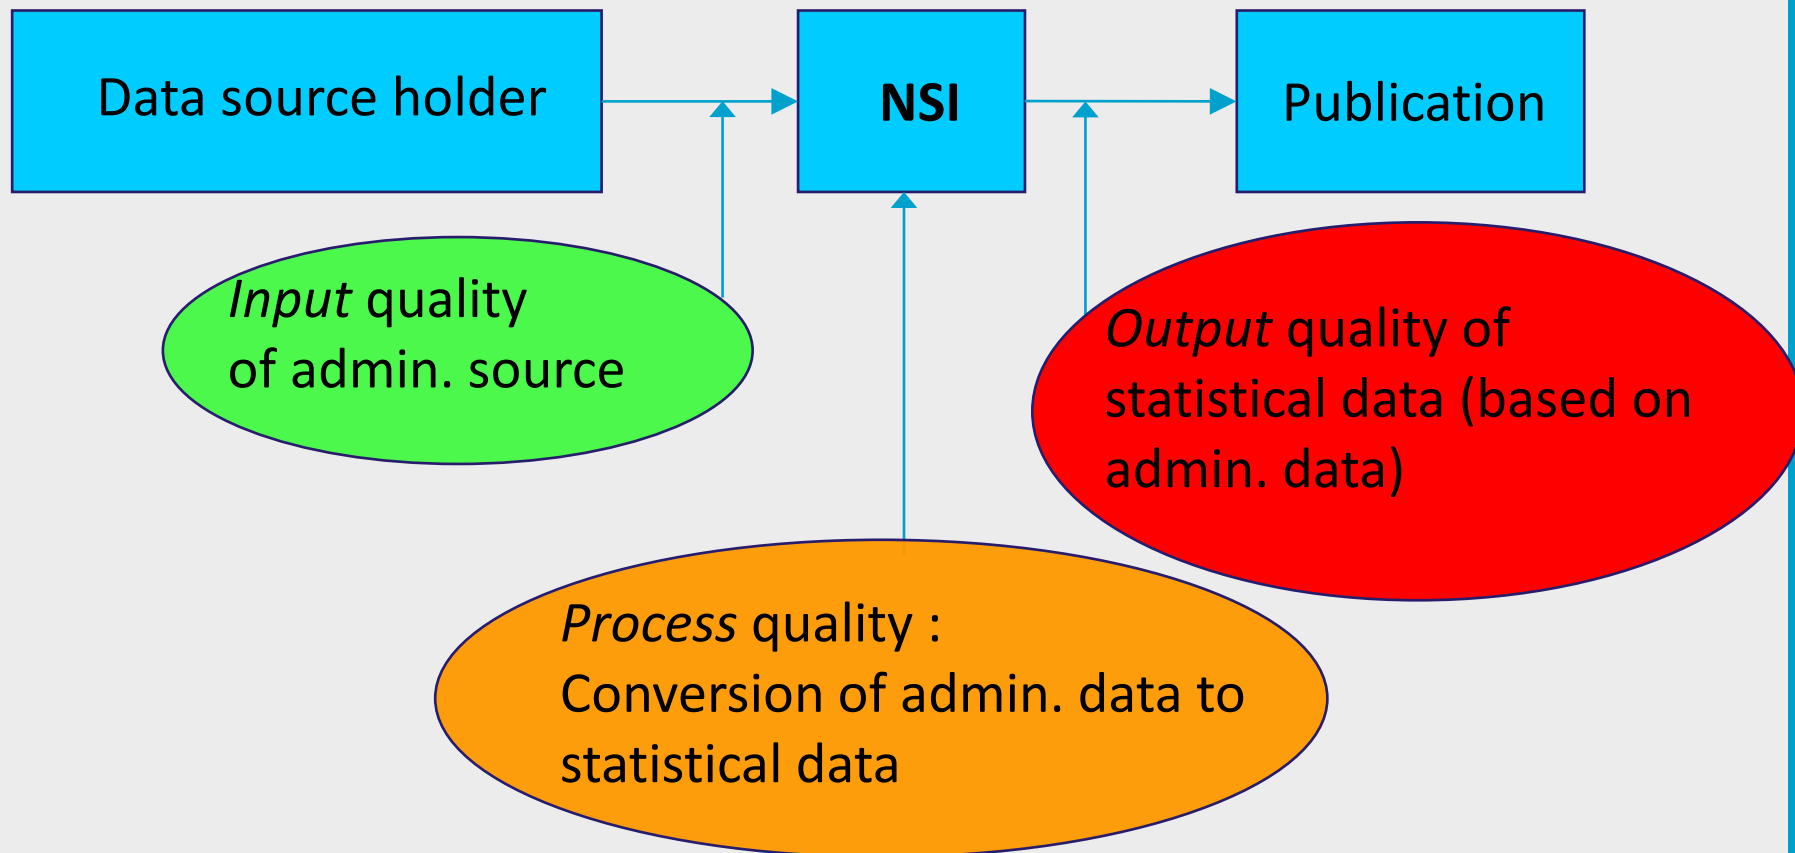 Data source holder
NSI
Publication
Input quality
of admin. source
Output quality of
statistical data (based on
admin. data)
Process quality :
Conversion of admin. data to
statistical data